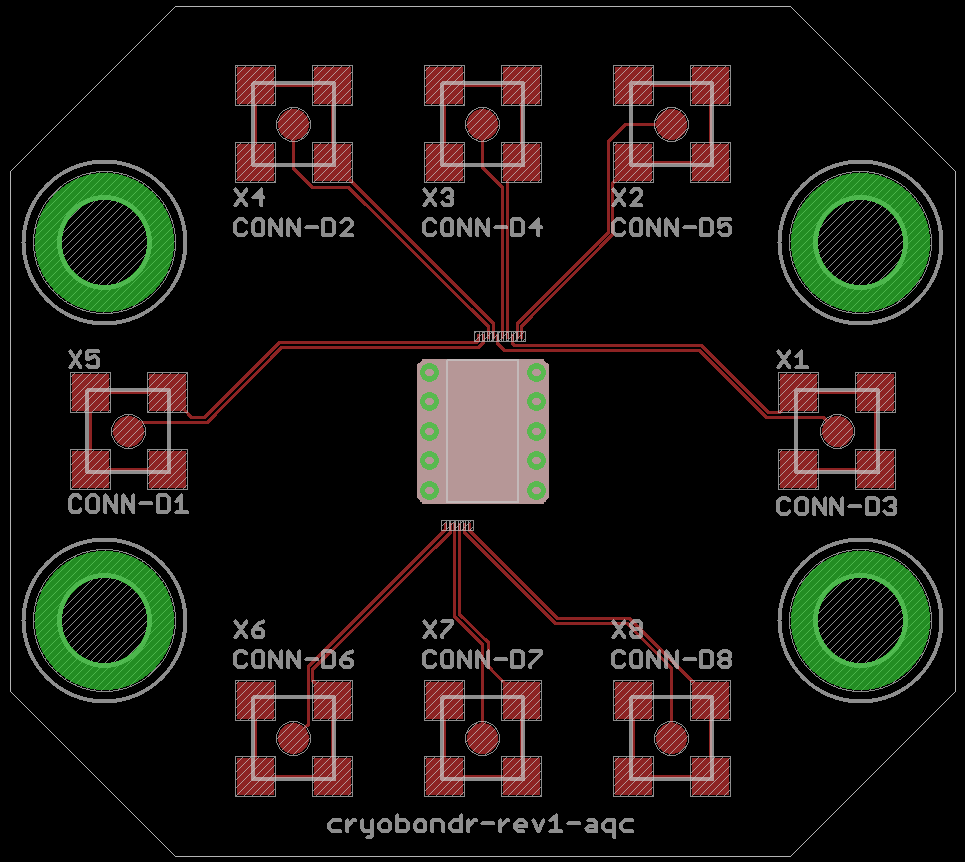 X4
CONN-D2
X3
CONN-D4
X2
CONN-D5
X5
CONN-D1
X1
CONN-D3
X6
CONN-D6
X7
CONN-D7
X8
CONN-D8
cryobondr-rev1-aqc